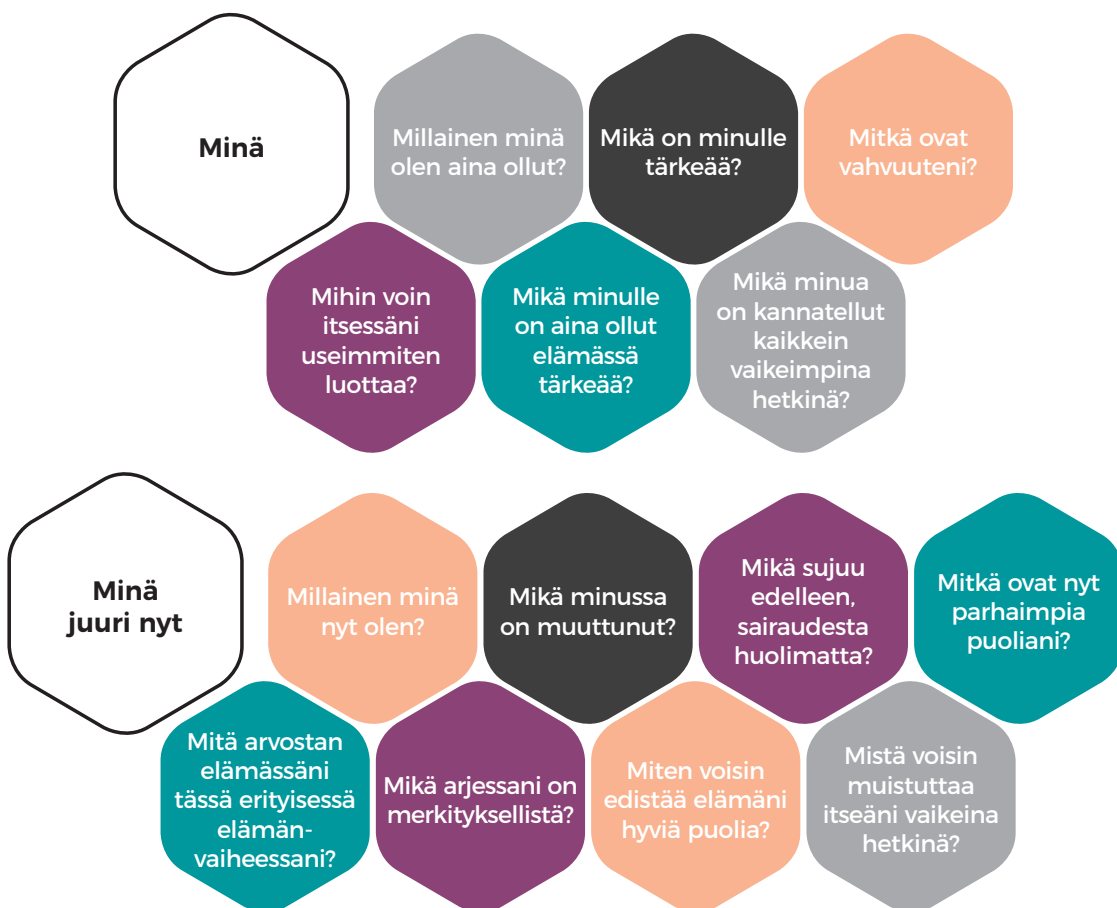 Minä
Millainen minä
olen aina ollut?
Mikä on minulle
tärkeää?
Mitkä ovat
vahvuuteni?
Mihin voin
itsessäni
useimmiten
luottaa?
Mikä minulle
on aina ollut
elämässä
tärkeää?
Mikä minua
on kannatellut
kaikkein
vaikeimpina
hetkinä?
Minä
juuri nyt
Millainen minä
nyt olen?
Mikä minussa
on muuttunut?
Mikä sujuu
edelleen,
sairaudesta
huolimatta?
Mitkä ovat nyt
parhaimpia
puoliani?
Mitä arvostan
elämässäni
tässä erityisessä
elämän-
vaiheessani?
Mikä arjessani on
merkityksellistä?
Miten voisin
edistää elämäni
hyviä puolia?
Mistä voisin
muistuttaa
itseäni vaikeina
hetkinä?